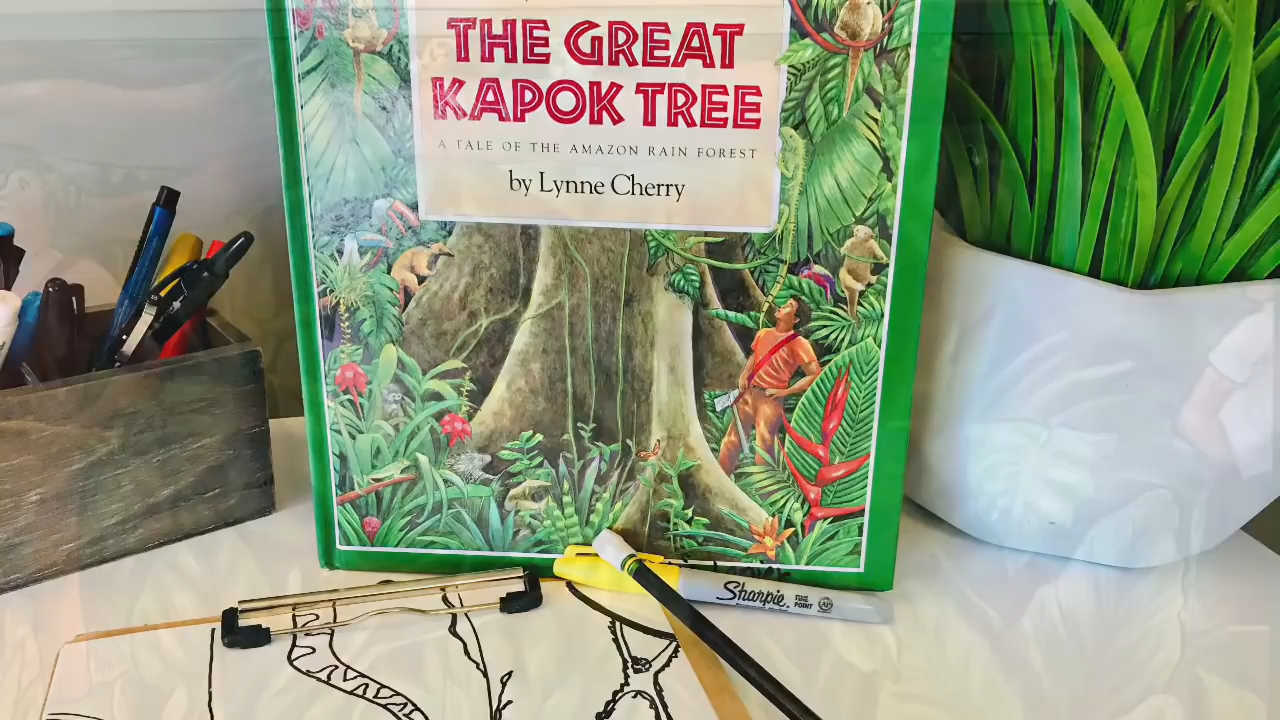 THE GREAT
KAPOK TREE
A TALE OF THE AMAZON RAIN FOREST
by Lynne Cherry
Sharpie
FINE
POINT